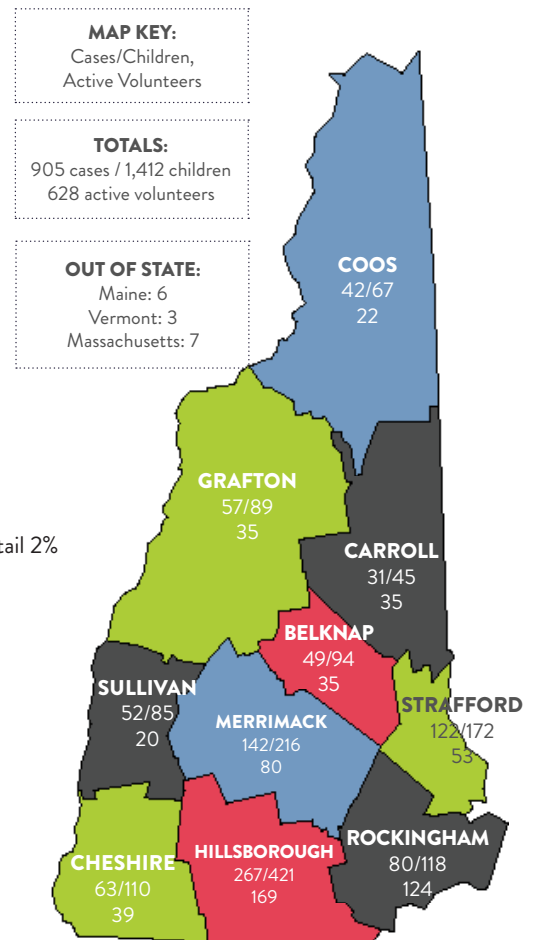 MAP KEY:
Cases/Children,
Active Volunteers
TOTALS:
905 cases / 1,412 children
628 active volunteers
OUT OF STATE:
Maine: 6
Vermont: 3
Massachusetts: 7
COOS
42/67
22
GRAFTON
57/89
35
tail 2%
CARROLL
31/45
35
BELKNAP
49/94
35
SULLIVAN
52/85
20
MERRIMACK
142/216
80
STRAFFORD
122/172
53
CHESHIRE
63/110
39
HILLSBOROUGH
267/421
169
ROCKINGHAM
80/118
124